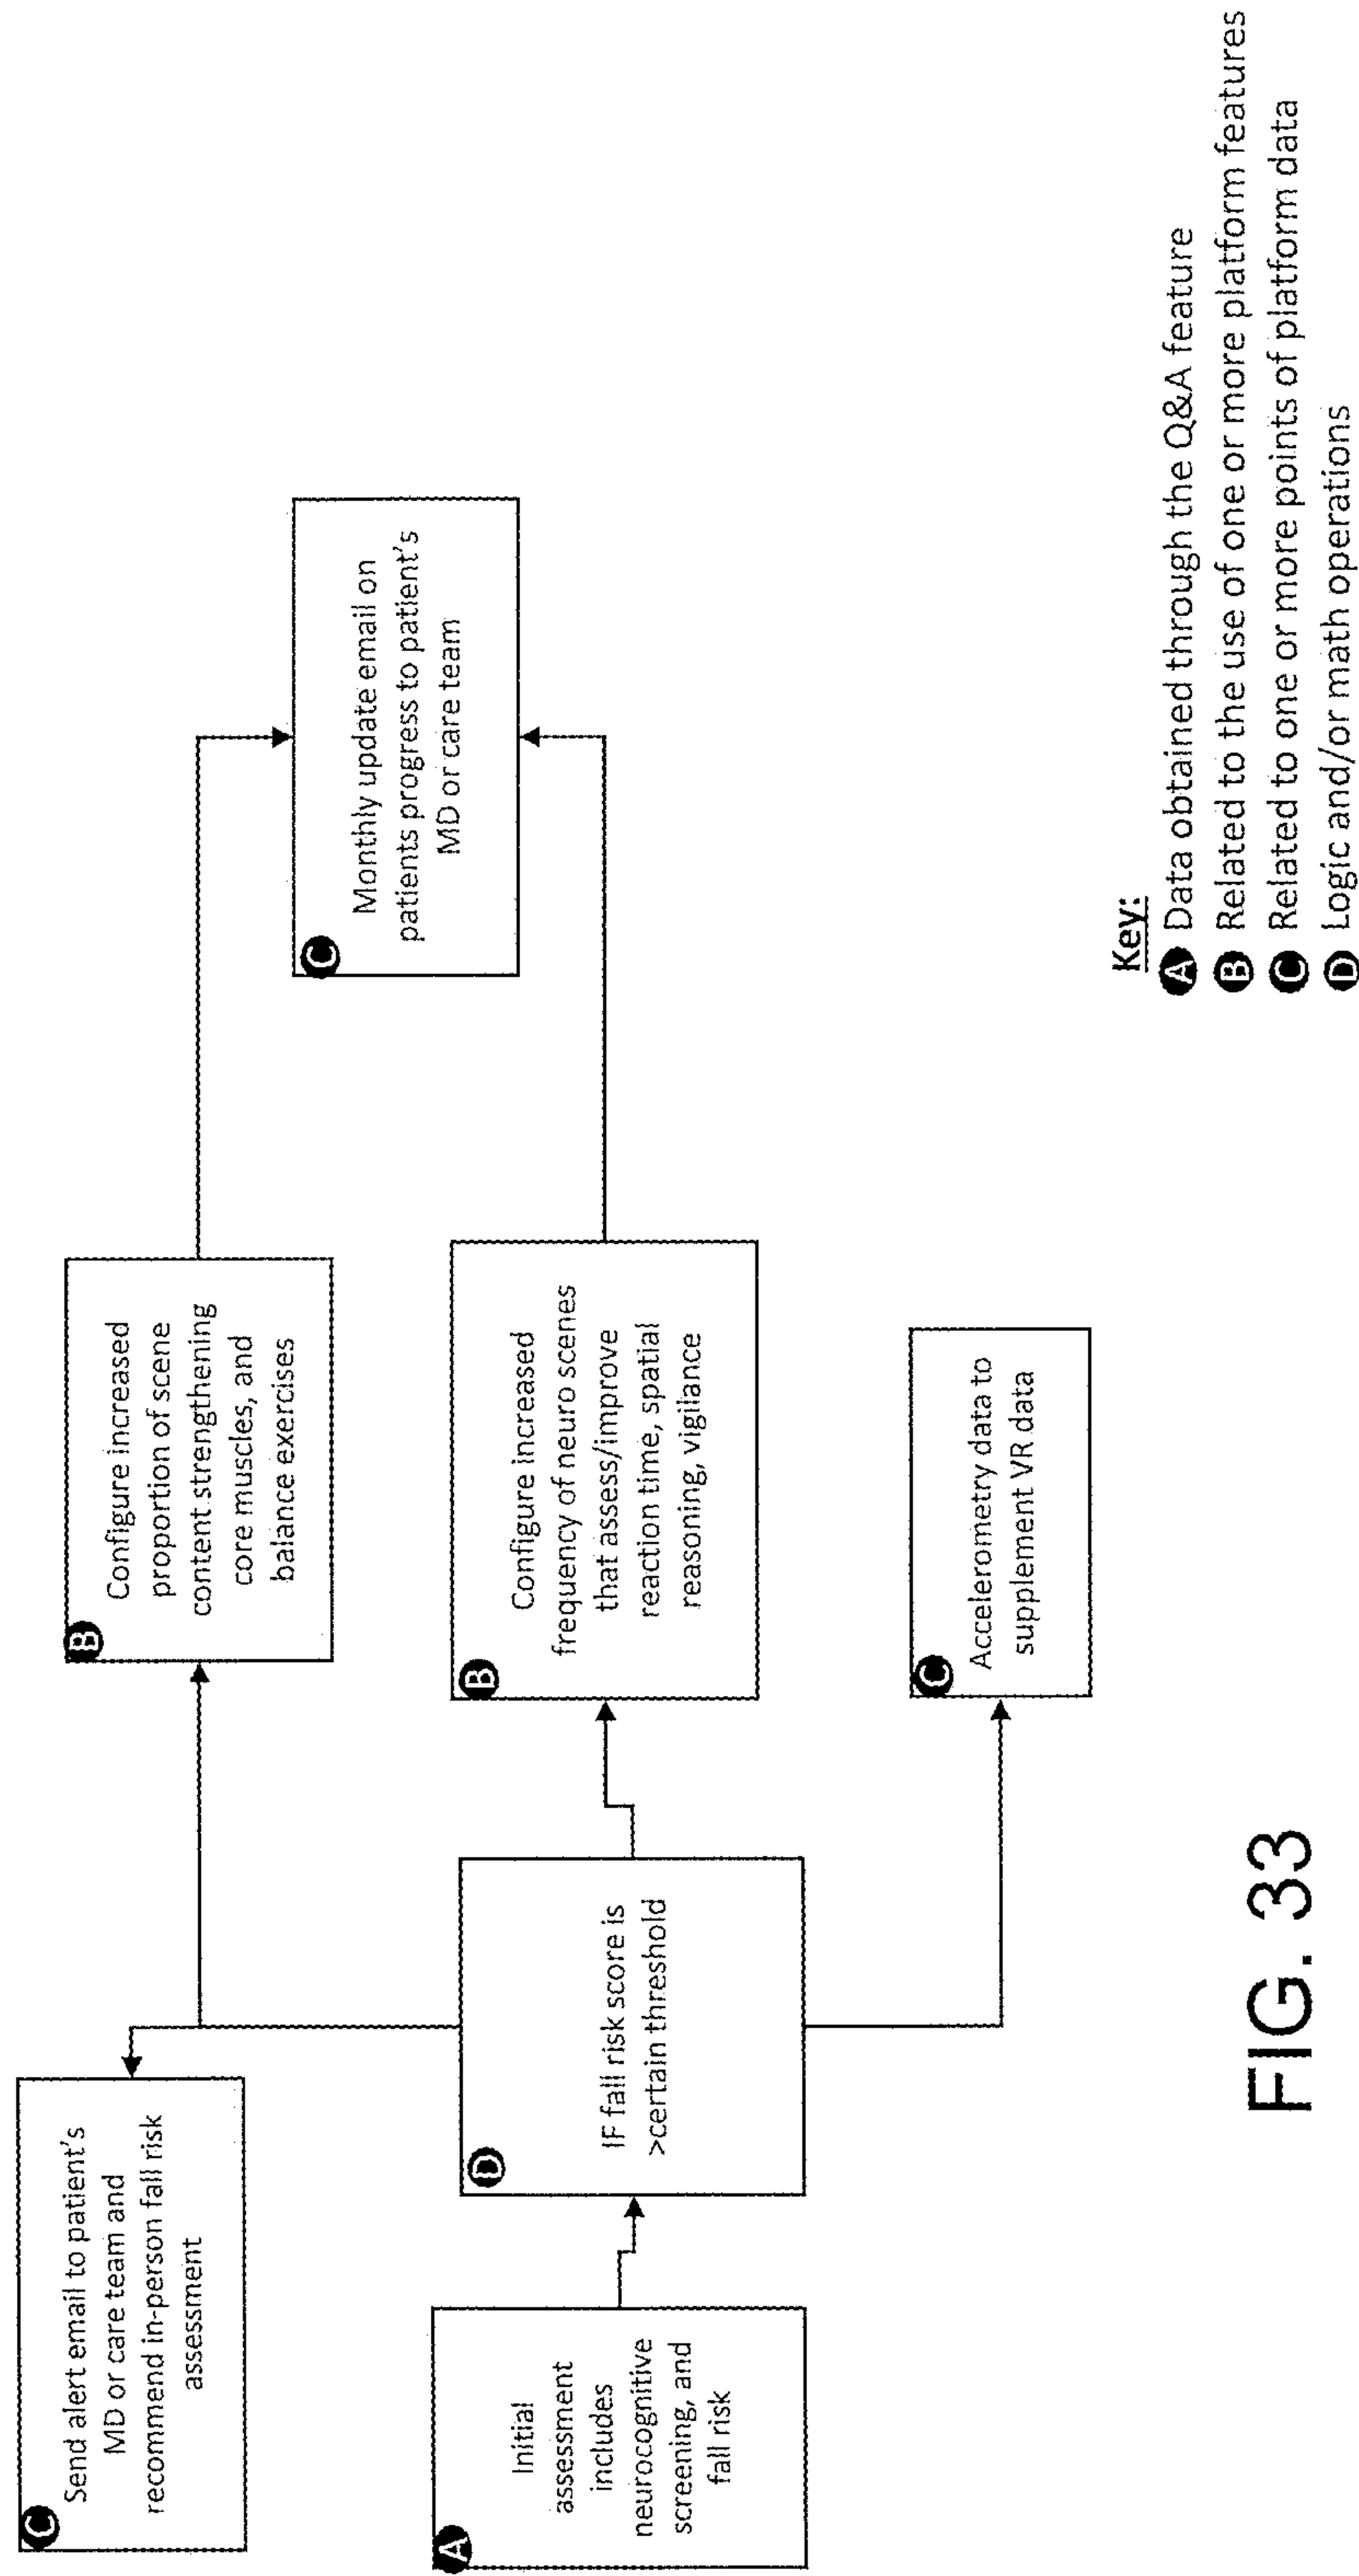 C
Send alert email to patient's
MD or care team and
recommend in-person fall risk
assessment
B
Configure increased
proportion of scene
content strengthening
core muscles, and
balance exercises
C
Monthly update email on
patients progress to patient's
MD or care team
A
Initial
assessment
includes
neurocognitive
screening, and
fall risk
D
IF fall risk score is
>certain threshold
B
Configure increased
frequency of neuro scenes
that assess/improve
reaction time, spatial
reasoning, vigilance
C
Accelerometry data to
supplement VR data
Key:
A Data obtained through the Q&A feature
B Related to the use of one or more platform features
C Related to one or more points of platform data
D Logic and/or math operations
FIG. 33